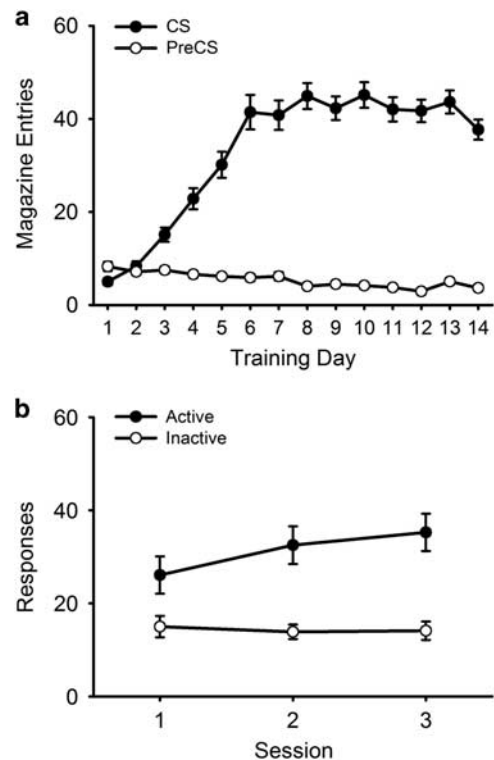 a
60
CS
PreCS
40
20
0
Magazine Entries
1 2 3 4 5 6 7 8 9 10 11 12 13 14
Training Day
b
60
Active
Inactive
40
20
0
Responses
1 2 3
Session